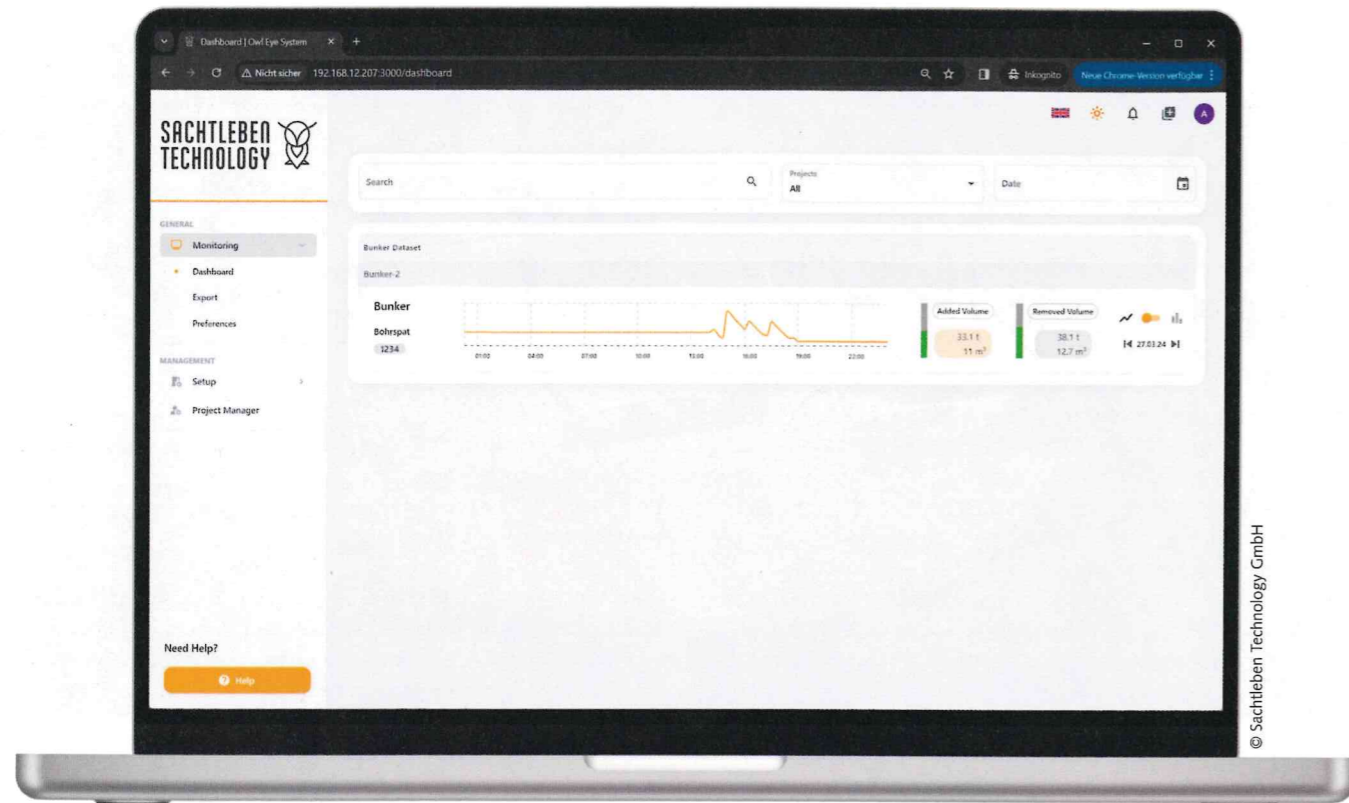 Dashboard | Owl Eye System
Nicht sicher 192.168.12.207:3000/dashboard
Inkognito
Neue Chrome-Version verfügbar
A
SACHTLEBEN
TECHNOLOGY
Search
Projects
All
Date
GENERAL
Monitoring
Dashboard
Export
Preferences
MANAGEMENT
Setup
Project Manager
Bunker Dataset
Bunker-2
Bunker
Bohrspat
1234
01:02 04:00 07:00 10:00 13:00 16:00 19:00 22:00
Added Volume
33.1 t
11 m³
Removed Volume
38.1 t
12.7 m³
27.03.24
Need Help?
Help
© Sachtleben Technology GmbH